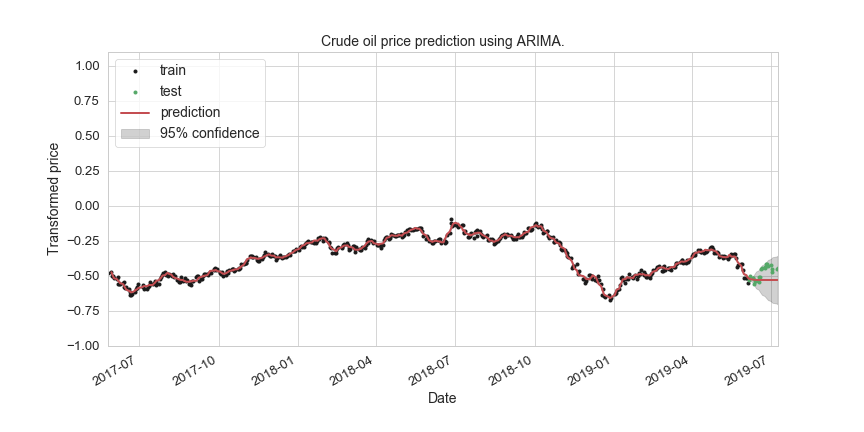 Crude oil price prediction using ARIMA.
train
test
prediction
95% confidence
Transformed price
1.00
0.75
0.50
0.25
0.00
−0.25
−0.50
−0.75
−1.00
2017-07
2017-10
2018-01
2018-04
2018-07
2018-10
2019-01
2019-04
2019-07
Date